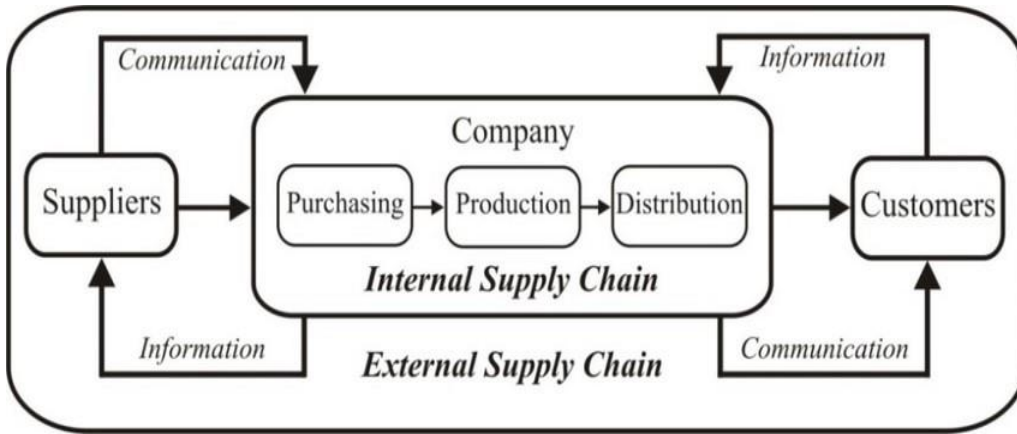 Communication
Information
Company
Suppliers
Purchasing
Production
Distribution
Customers
Internal Supply Chain
Information
External Supply Chain
Communication